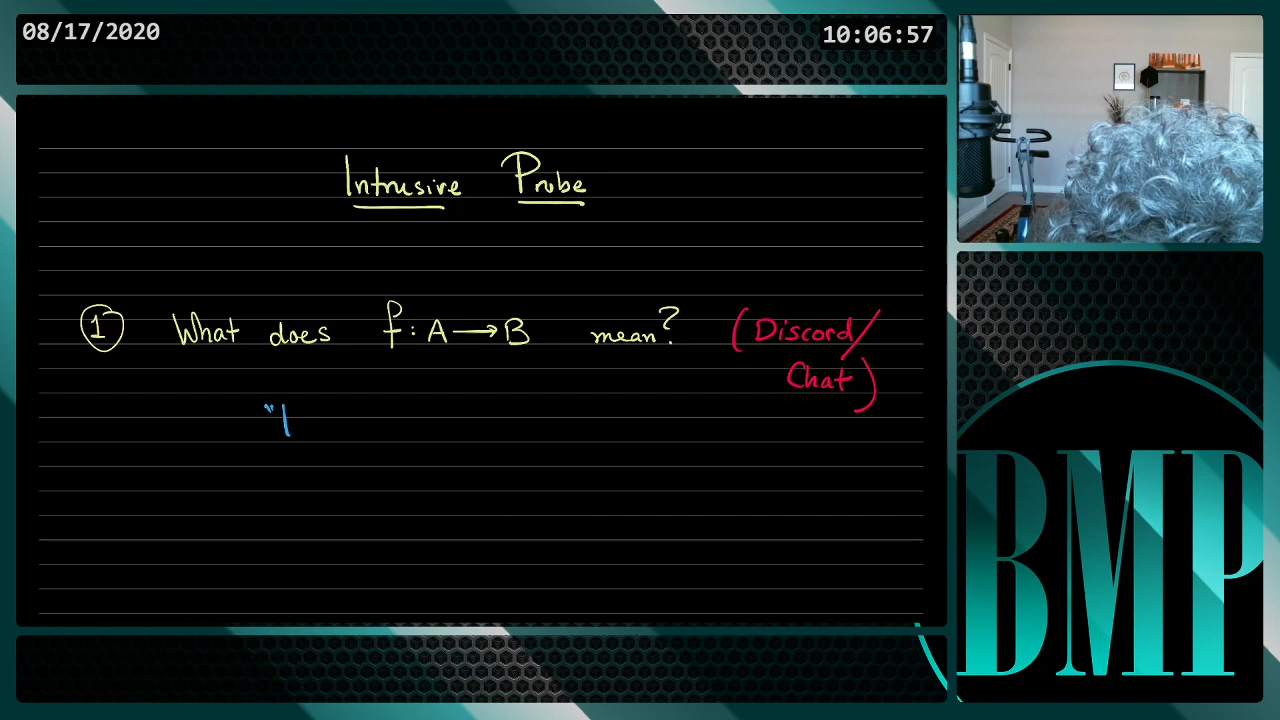 08/17/2020
10:06:57
Intrusive Probe
① What does f: A → B mean? (Discord/
Chat)
"
BMP